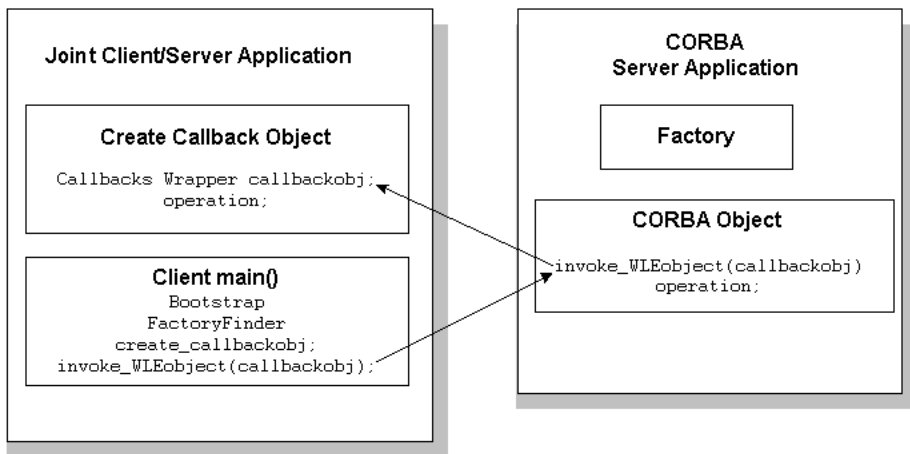 Joint Client/Server Application
Create Callback Object
Callbacks Wrapper callbackobj;
operation;
Client main()
Bootstrap
FactoryFinder
create_callbackobj;
invoke_WLEobject(callbackobj);
CORBA
Server Application
Factory
CORBA Object
invoke_WLEobject(callbackobj)
operation;